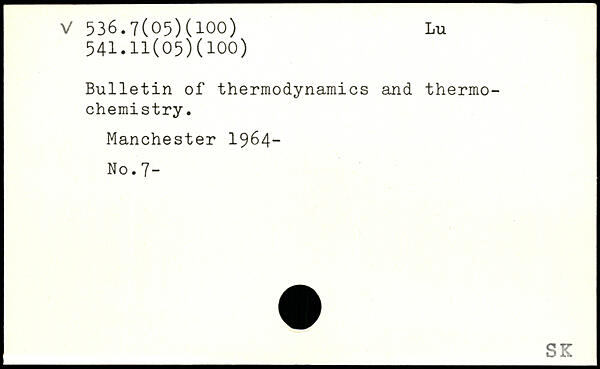 √ 536.7(05)(100) Lu
541.11(05)(100)
Bulletin of thermodynamics and thermo-
chemistry.
Manchester 1964-
No.7-
SK